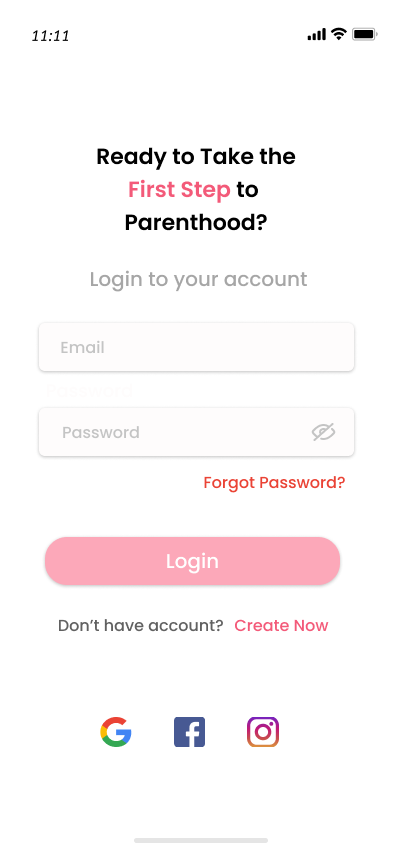 11:11
Ready to Take the
First Step to
Parenthood?
Login to your account
Email
Password
Forgot Password?
Login
Don’t have account? Create Now